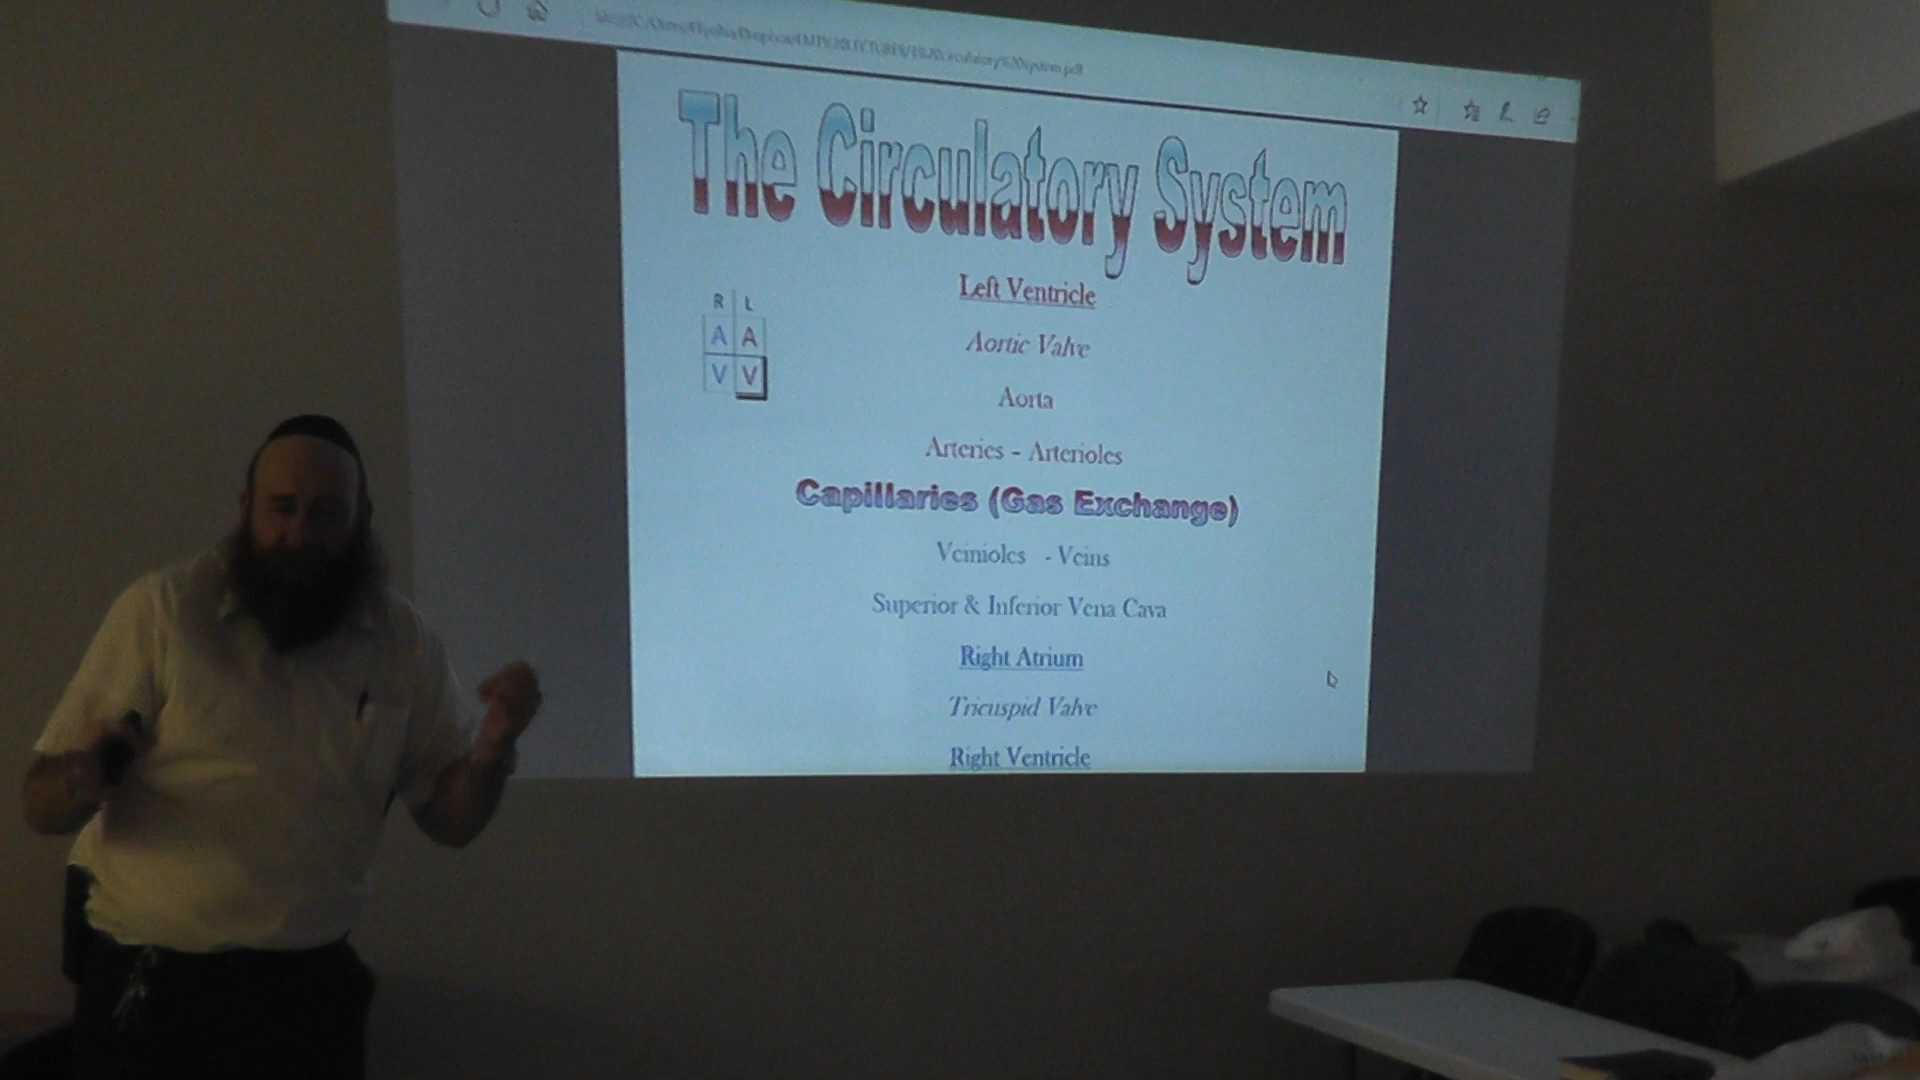 The Circulatory System
R L
A A
V V
Left Ventricle
Aortic Valve
Aorta
Arteries - Arterioles
Capillaries (Gas Exchange)
Veinioles - Veins
Superior & Inferior Vena Cava
Right Atrium
Tricuspid Valve
Right Ventricle